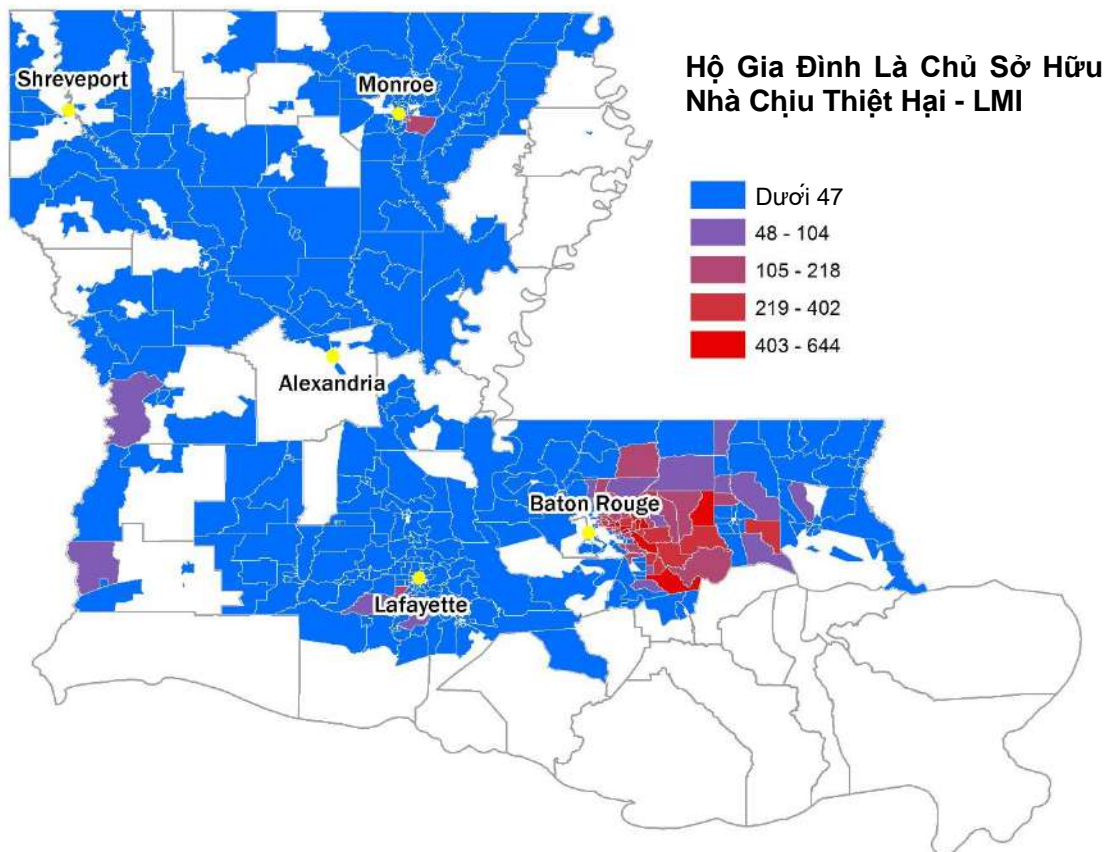 Hộ Gia Đình Là Chủ Sở Hữu
Nhà Chịu Thiệt Hại - LMI
Shreveport
Monroe
Dưới 47
48 - 104
105 - 218
219 - 402
403 - 644
Alexandria
Baton Rouge
Lafayette